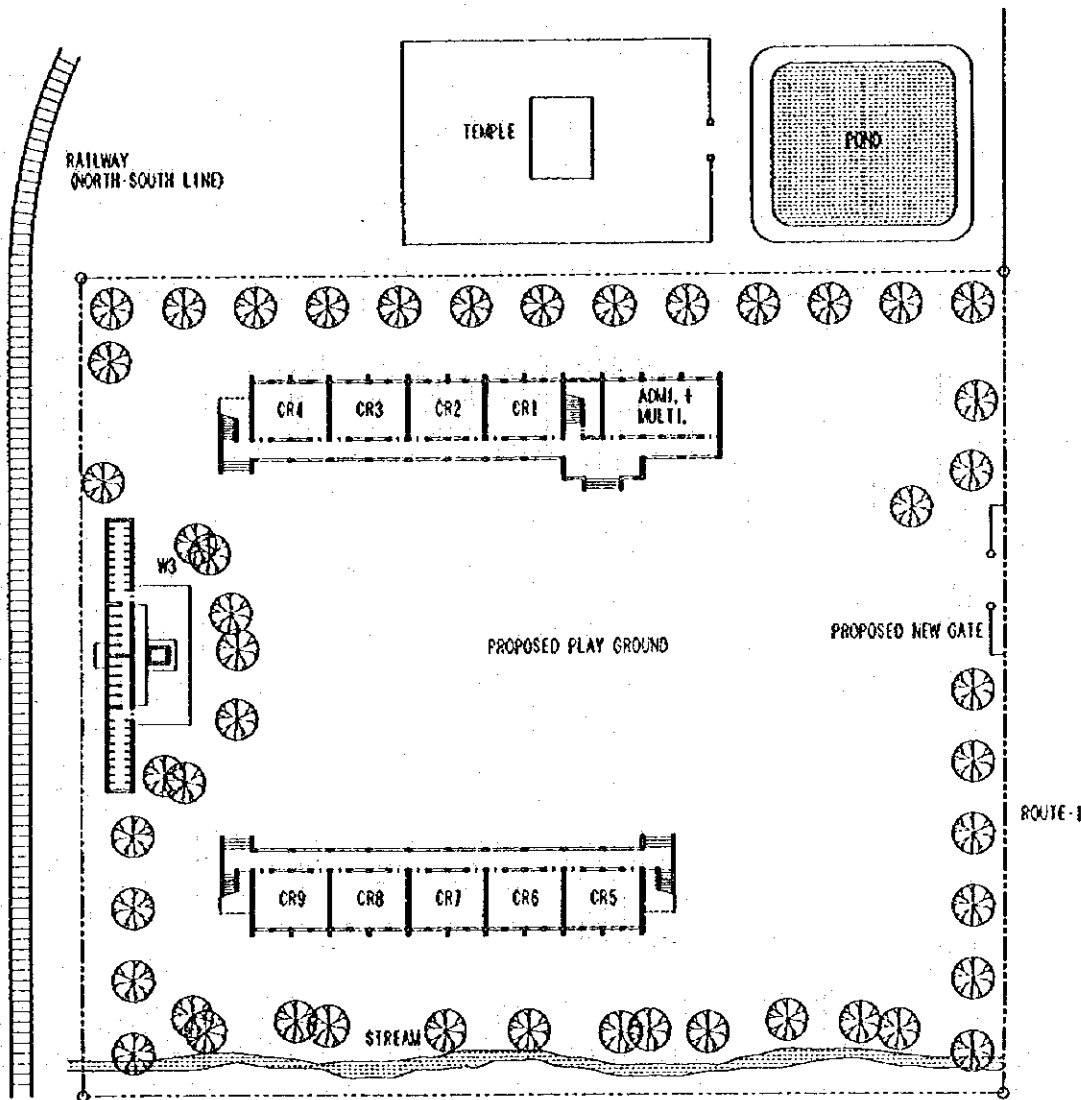 TEMPLE
POND
RAILWAY
(NORTH-SOUTH LINE)
CR4
CR3
CR2
CR1
ADMI. +
MULTI.
W3
PROPOSED PLAY GROUND
PROPOSED NEW GATE
ROUTE-1
CR9
CR8
CR7
CR6
CR5
STREAM